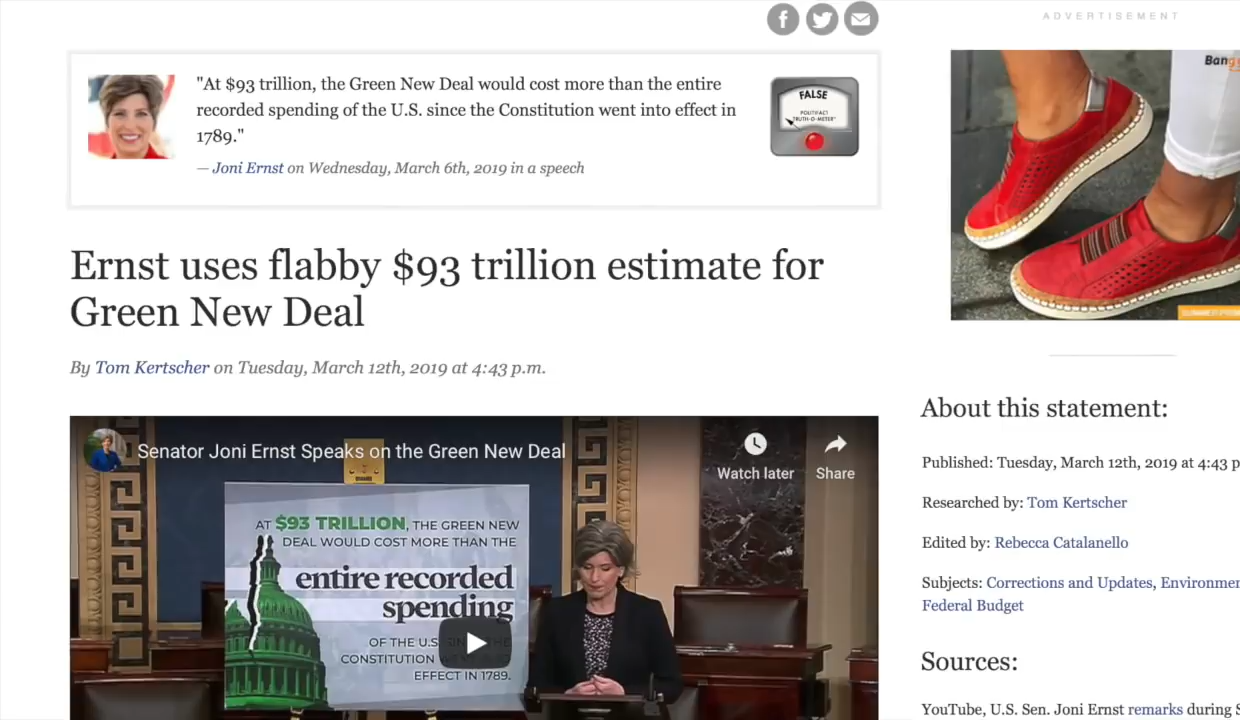 ADVERTISEMENT
"At $93 trillion, the Green New Deal would cost more than the entire
recorded spending of the U.S. since the Constitution went into effect in
1789."
— Joni Ernst on Wednesday, March 6th, 2019 in a speech
FALSE
POLITIFACT
TRUTH-O-METER™
Ernst uses flabby $93 trillion estimate for
Green New Deal
By Tom Kertscher on Tuesday, March 12th, 2019 at 4:43 p.m.
Senator Joni Ernst Speaks on the Green New Deal
Watch later
Share
AT $93 TRILLION, THE GREEN NEW
DEAL WOULD COST MORE THAN THE
entire recorded
spending
OF THE U.S.
CONSTITUTION
EFFECT IN 1789.
Bang
About this statement:
Published: Tuesday, March 12th, 2019 at 4:43 p
Researched by: Tom Kertscher
Edited by: Rebecca Catalanello
Subjects: Corrections and Updates, Environmen
Federal Budget
Sources:
YouTube, U.S. Sen. Joni Ernst remarks during S